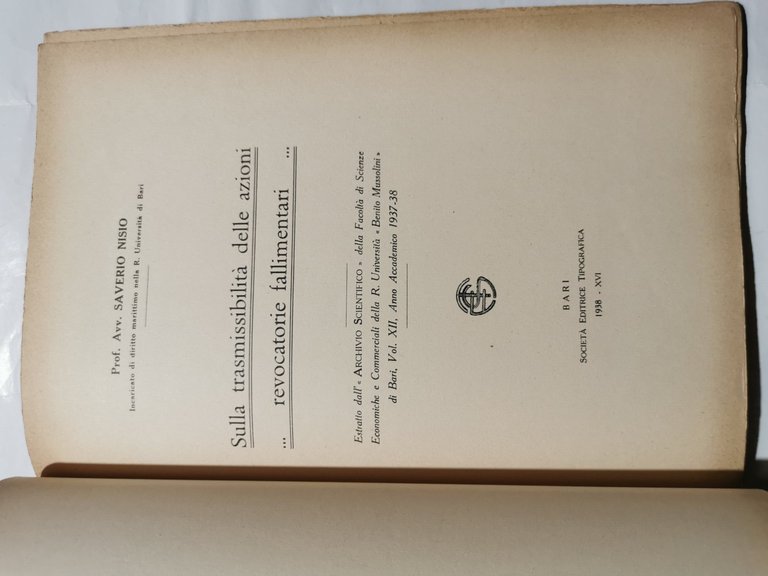 Prof. Avv. SAVERIO NISIO
Incaricato di diritto marittimo nella R. Università di Bari
Sulla trasmissibilità delle azioni
... revocatorie fallimentari ...
Estratto dall' « ARCHIVIO SCIENTIFICO » della Facoltà di Scienze
Economiche e Commerciali della R. Università « Benito Mussolini »
di Bari, Vol. XII, Anno Accademico 1937-38
BARI
SOCIETÀ EDITRICE TIPOGRAFICA
1938 - XVI